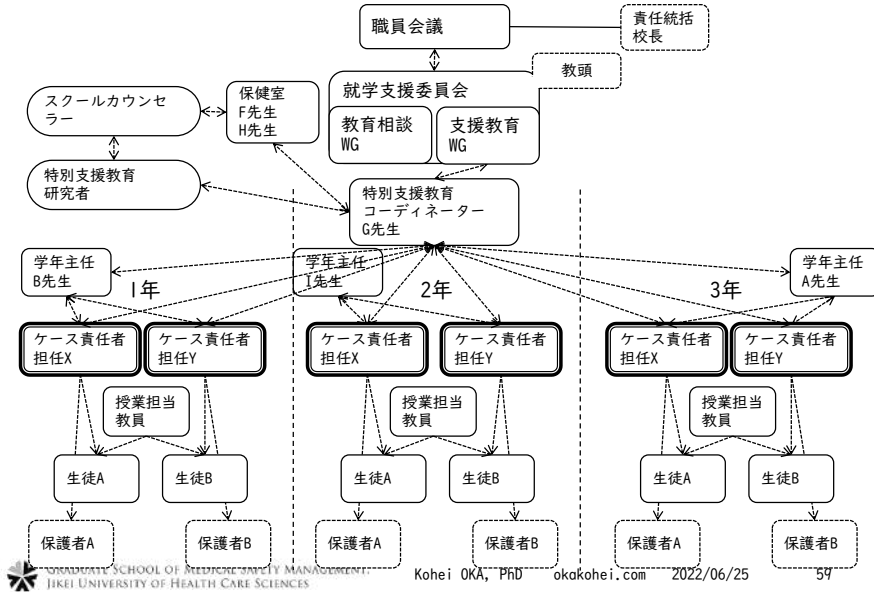 職員会議
責任統括
校長
教頭
就学支援委員会
教育相談
WG
支援教育
WG
スクールカウンセ
ラー
保健室
F先生
H先生
特別支援教育
研究者
特別支援教育
コーディネーター
G先生
学年主任
B先生
1年
学年主任
I先生
2年
3年
学年主任
A先生
ケース責任者
担任X
ケース責任者
担任Y
ケース責任者
担任X
ケース責任者
担任Y
ケース責任者
担任X
ケース責任者
担任Y
授業担当
教員
授業担当
教員
授業担当
教員
生徒A
生徒B
生徒A
生徒B
生徒A
生徒B
保護者A
保護者B
保護者A
保護者B
保護者A
保護者B
GRADUATE SCHOOL OF MEDICAL SAFETY MANAGEMENT,
JIKEI UNIVERSITY OF HEALTH CARE SCIENCES
Kohei OKA, PhD okakohei.com 2022/06/25 59